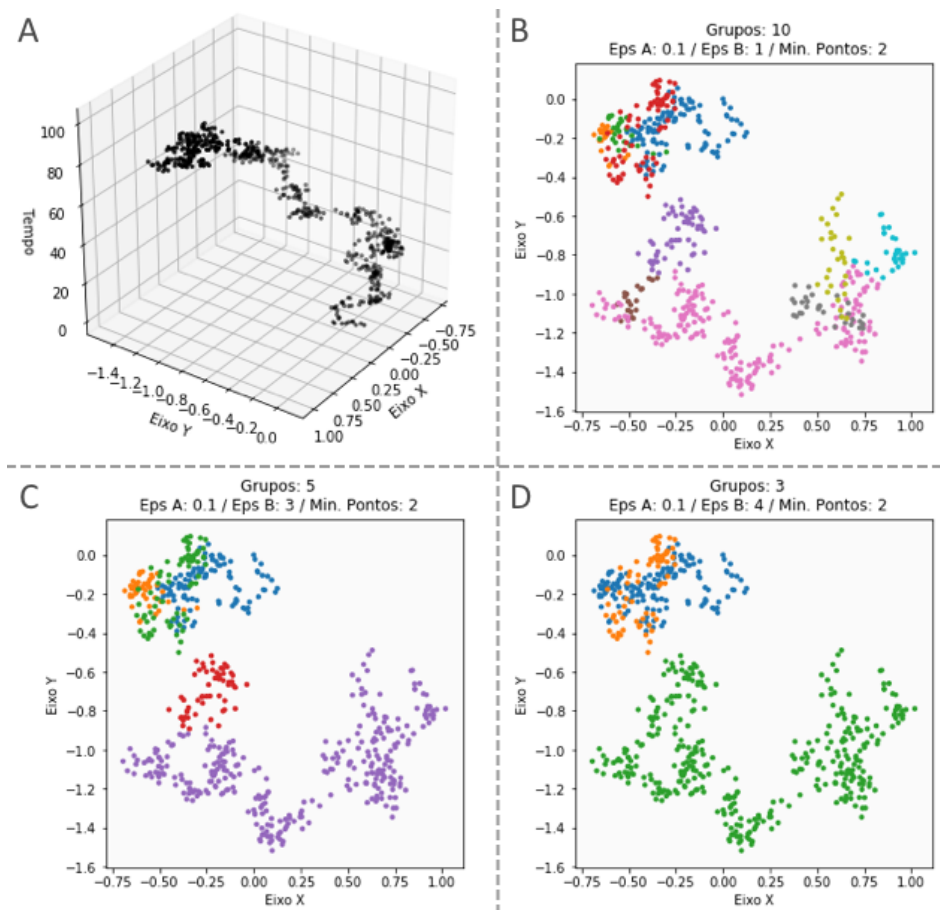 A
100
80
60
40
20
0
Tempo
−1.4
−1.2
−1.0
−0.8
−0.6
−0.4
−0.2
0.0
Eixo Y
−0.75
−0.50
−0.25
0.00
0.25
0.50
0.75
1.00
Eixo X
B
Grupos: 10
Eps A: 0.1 / Eps B: 1 / Min. Pontos: 2
0.0
−0.2
−0.4
−0.6
−0.8
−1.0
−1.2
−1.4
−1.6
Eixo Y
−0.75 −0.50 −0.25 0.00 0.25 0.50 0.75 1.00
Eixo X
C
Grupos: 5
Eps A: 0.1 / Eps B: 3 / Min. Pontos: 2
0.0
−0.2
−0.4
−0.6
−0.8
−1.0
−1.2
−1.4
−1.6
Eixo Y
−0.75 −0.50 −0.25 0.00 0.25 0.50 0.75 1.00
Eixo X
D
Grupos: 3
Eps A: 0.1 / Eps B: 4 / Min. Pontos: 2
0.0
−0.2
−0.4
−0.6
−0.8
−1.0
−1.2
−1.4
−1.6
Eixo Y
−0.75 −0.50 −0.25 0.00 0.25 0.50 0.75 1.00
Eixo X